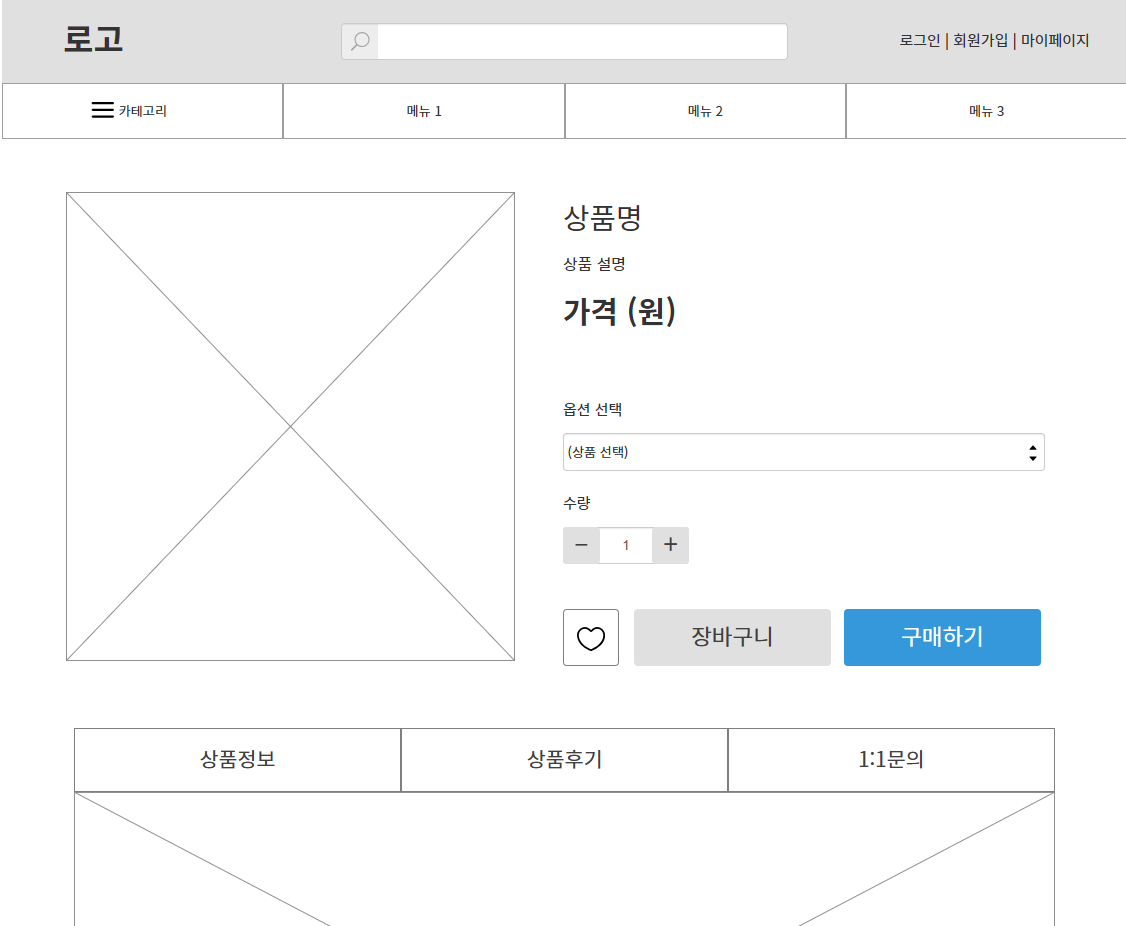 로고
로그인 | 회원가입 | 마이페이지
카테고리
메뉴 1
메뉴 2
메뉴 3
상품명
상품 설명
가격 (원)
옵션 선택
(상품 선택)
수량
− 1 +
장바구니
구매하기
상품정보
상품후기
1:1문의